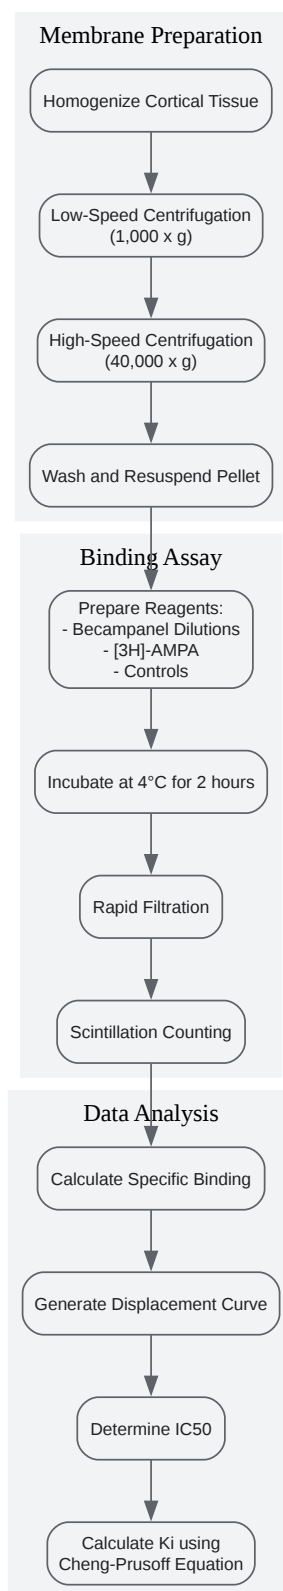 Membrane Preparation
Homogenize Cortical Tissue
Low-Speed Centrifugation
(1,000 x g)
High-Speed Centrifugation
(40,000 x g)
Wash and Resuspend Pellet
Binding Assay
Prepare Reagents:
- Becampanel Dilutions
- [3H]-AMPA
- Controls
Incubate at 4°C for 2 hours
Rapid Filtration
Scintillation Counting
Data Analysis
Calculate Specific Binding
Generate Displacement Curve
Determine IC50
Calculate Ki using
Cheng-Prusoff Equation